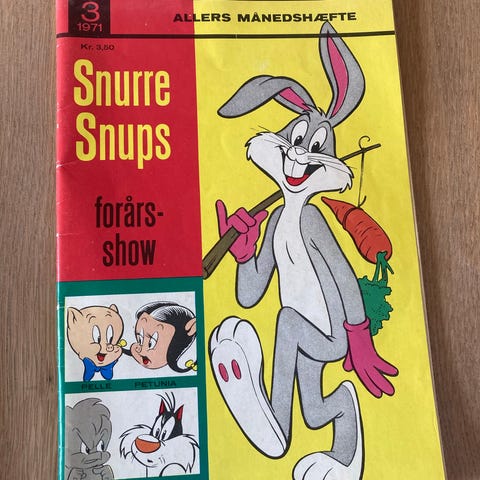 3
1971
ALLERS MÅNEDSHÆFTE
Kr. 3,50
Snurre
Snups
forårs-
show
PELLE PETUNIA